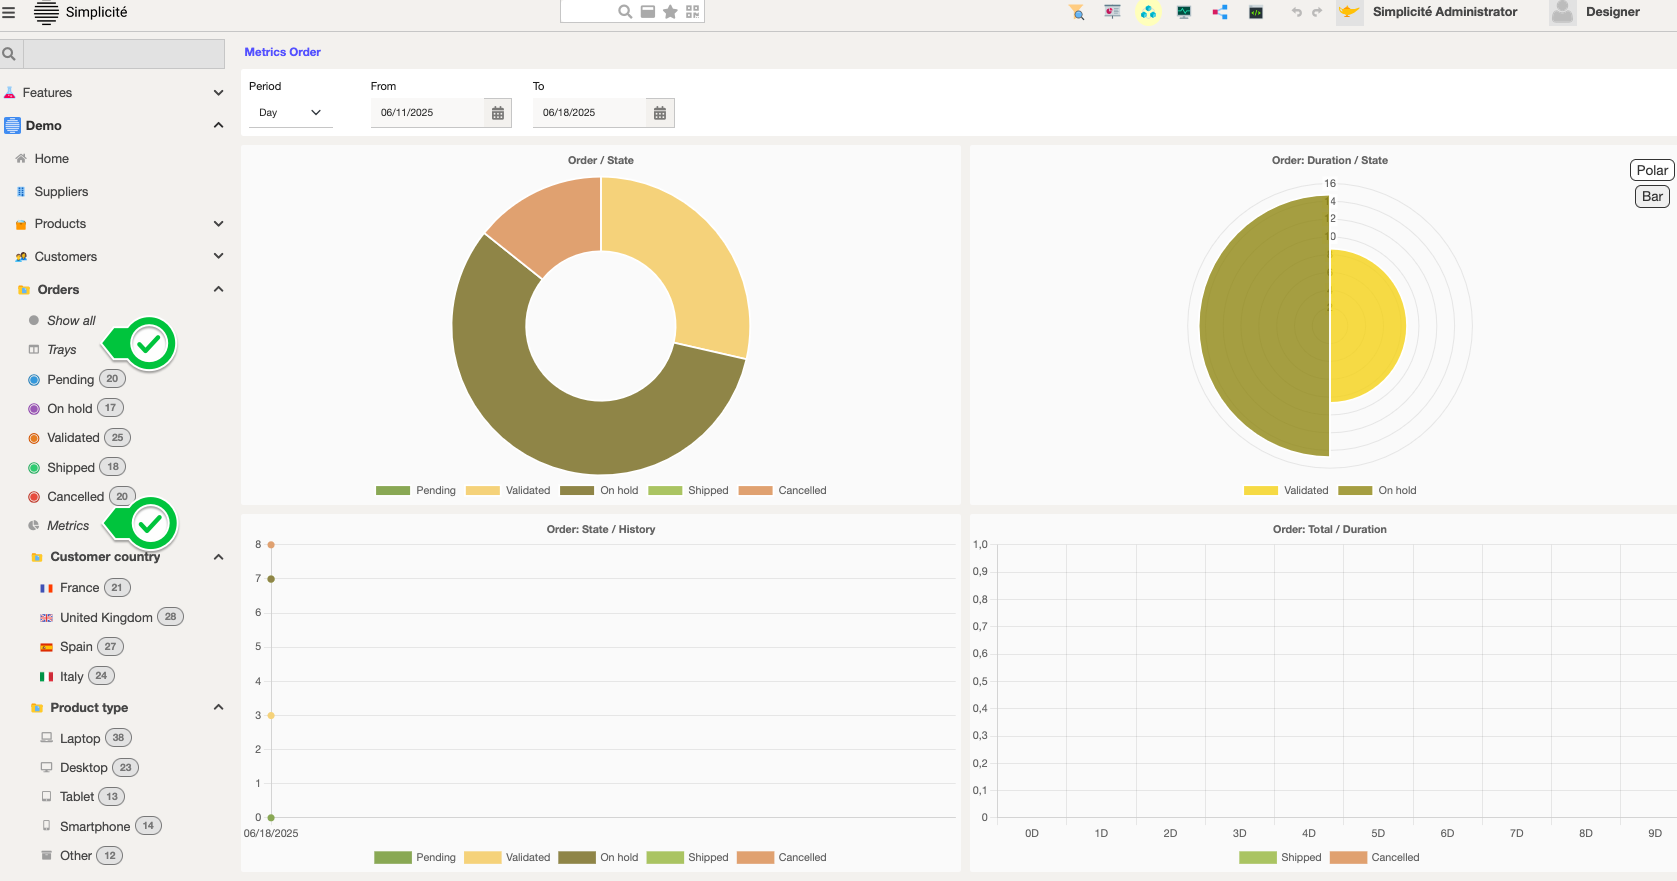 Simplicité
Simplicité Administrator
Designer
Features
Demo
Home
Suppliers
Products
Customers
Orders
Show all
Trays
Pending 20
On hold 17
Validated 25
Shipped 18
Cancelled 20
Metrics
Customer country
France 21
United Kingdom 28
Spain 27
Italy 24
Product type
Laptop 38
Desktop 23
Tablet 13
Smartphone 14
Other 12
Metrics Order
Period From To
Day 06/11/2025 06/18/2025
Order / State
Pending Validated On hold Shipped Cancelled
Order: Duration / State
Polar
Bar
16
14
12
10
8
6
4
2
Validated On hold
Order: State / History
8
7
6
5
4
3
2
1
0
06/18/2025
Pending Validated On hold Shipped Cancelled
Order: Total / Duration
1,0
0,9
0,8
0,7
0,6
0,5
0,4
0,3
0,2
0,1
0
0D 1D 2D 3D 4D 5D 6D 7D 8D 9D
Shipped Cancelled